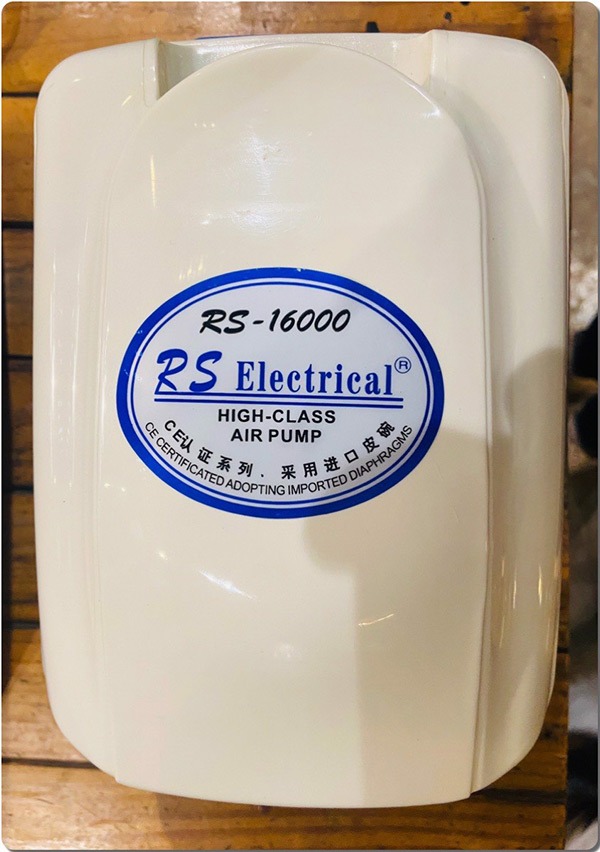 RS-16000
RS Electrical®
HIGH-CLASS
AIR PUMP
CE认证系列、采用进口皮碗
CE CERTIFICATED ADOPTING IMPORTED DIAPHRAGMS